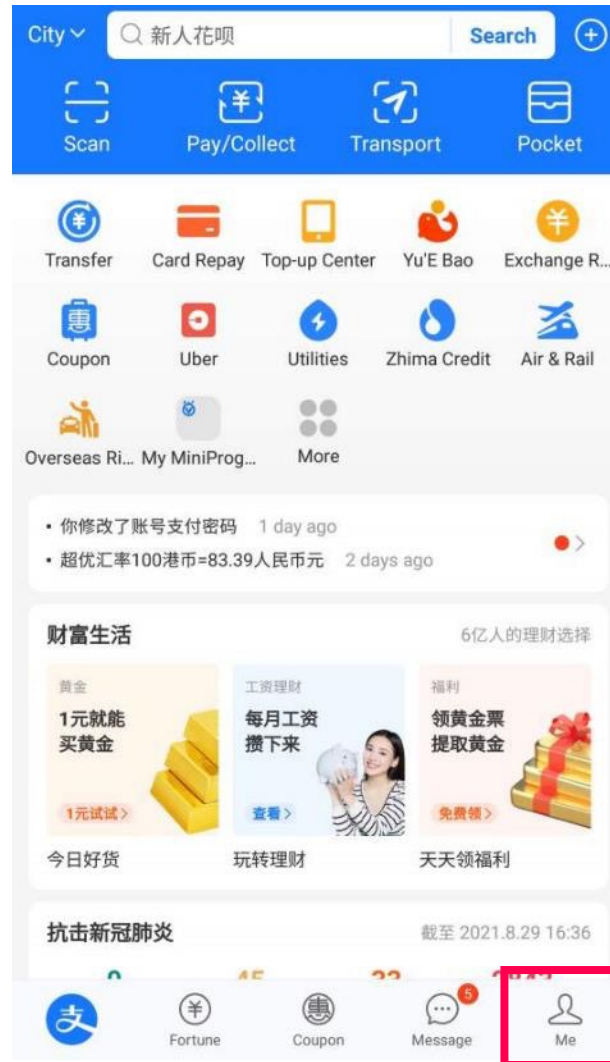 City
新人花呗
Search
Scan
Pay/Collect
Transport
Pocket
Transfer
Card Repay
Top-up Center
Yu'E Bao
Exchange R...
惠
Coupon
Uber
Utilities
Zhima Credit
Air & Rail
Overseas Ri...
My MiniProg...
More
• 你修改了账号支付密码 1 day ago
• 超优汇率100港币=83.39人民币元 2 days ago
财富生活
6亿人的理财选择
黄金
1元就能
买黄金
1元试试>
今日好货
工资理财
每月工资
攒下来
查看>
玩转理财
福利
领黄金票
提取黄金
免费领>
天天领福利
抗击新冠肺炎
截至 2021.8.29 16:36
支
Fortune
惠
Coupon
5
Message
Me